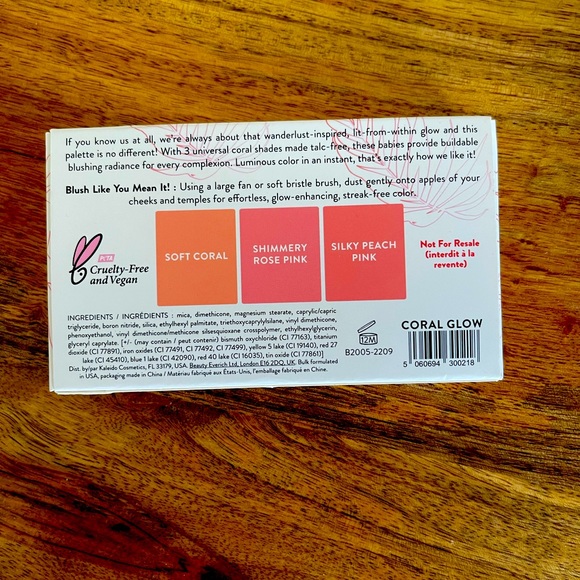 If you know us at all, we're always about that wanderlust-inspired, lit-from-within glow and this
palette is no different! With 3 universal coral shades made talc-free, these babies provide buildable
blushing radiance for every complexion. Luminous color in an instant, that's exactly how we like it!
Blush Like You Mean It! : Using a large fan or soft bristle brush, dust gently onto apples of your
cheeks and temples for effortless, glow-enhancing, streak-free color.
PETA
Cruelty-Free
and Vegan
SOFT CORAL
SHIMMERY
ROSE PINK
SILKY PEACH
PINK
Not For Resale
(interdit à la
revente)
INGREDIENTS / INGRÉDIENTS : mica, dimethicone, magnesium stearate, caprylic/capric
triglyceride, boron nitride, silica, ethylhexyl palmitate, triethoxycaprylylsilane, vinyl dimethicone,
phenoxyethanol, vinyl dimethicone/methicone silsesquioxane crosspolymer, ethylhexylglycerin,
glyceryl caprylate. [+/- (may contain / peut contenir) bismuth oxychloride (CI 77163), titanium
dioxide (CI 77891), iron oxides (CI 77491, CI 77492, CI 77499), yellow 5 lake (CI 19140), red 27
lake (CI 45410), blue 1 lake (CI 42090), red 40 lake (CI 16035), tin oxide (CI 77861)]
Dist. by/par Kaleido Cosmetics, FL 33179, USA. Beauty Everich Ltd, London E16 2DQ, UK. Bulk formulated
in USA, packaging made in China / Matériau fabriqué aux États-Unis, l'emballage fabriqué en Chine.
12M
B2005-2209
CORAL GLOW
5 060694 300218